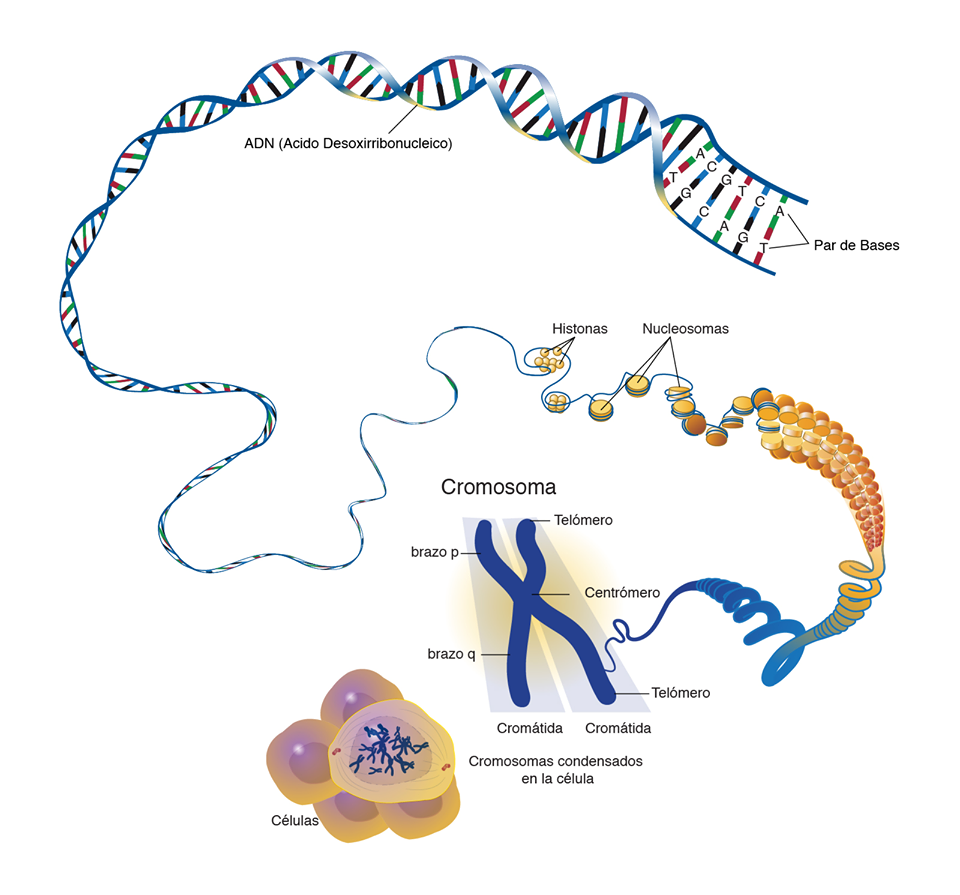 ADN (Acido Desoxirribonucleico)
A
C
G
T
C
A
T
G
C
A
G
T
Par de Bases
Histonas
Nucleosomas
Cromosoma
Telómero
brazo p
Centrómero
brazo q
Telómero
Cromátida
Cromátida
Cromosomas condensados
en la célula
Células